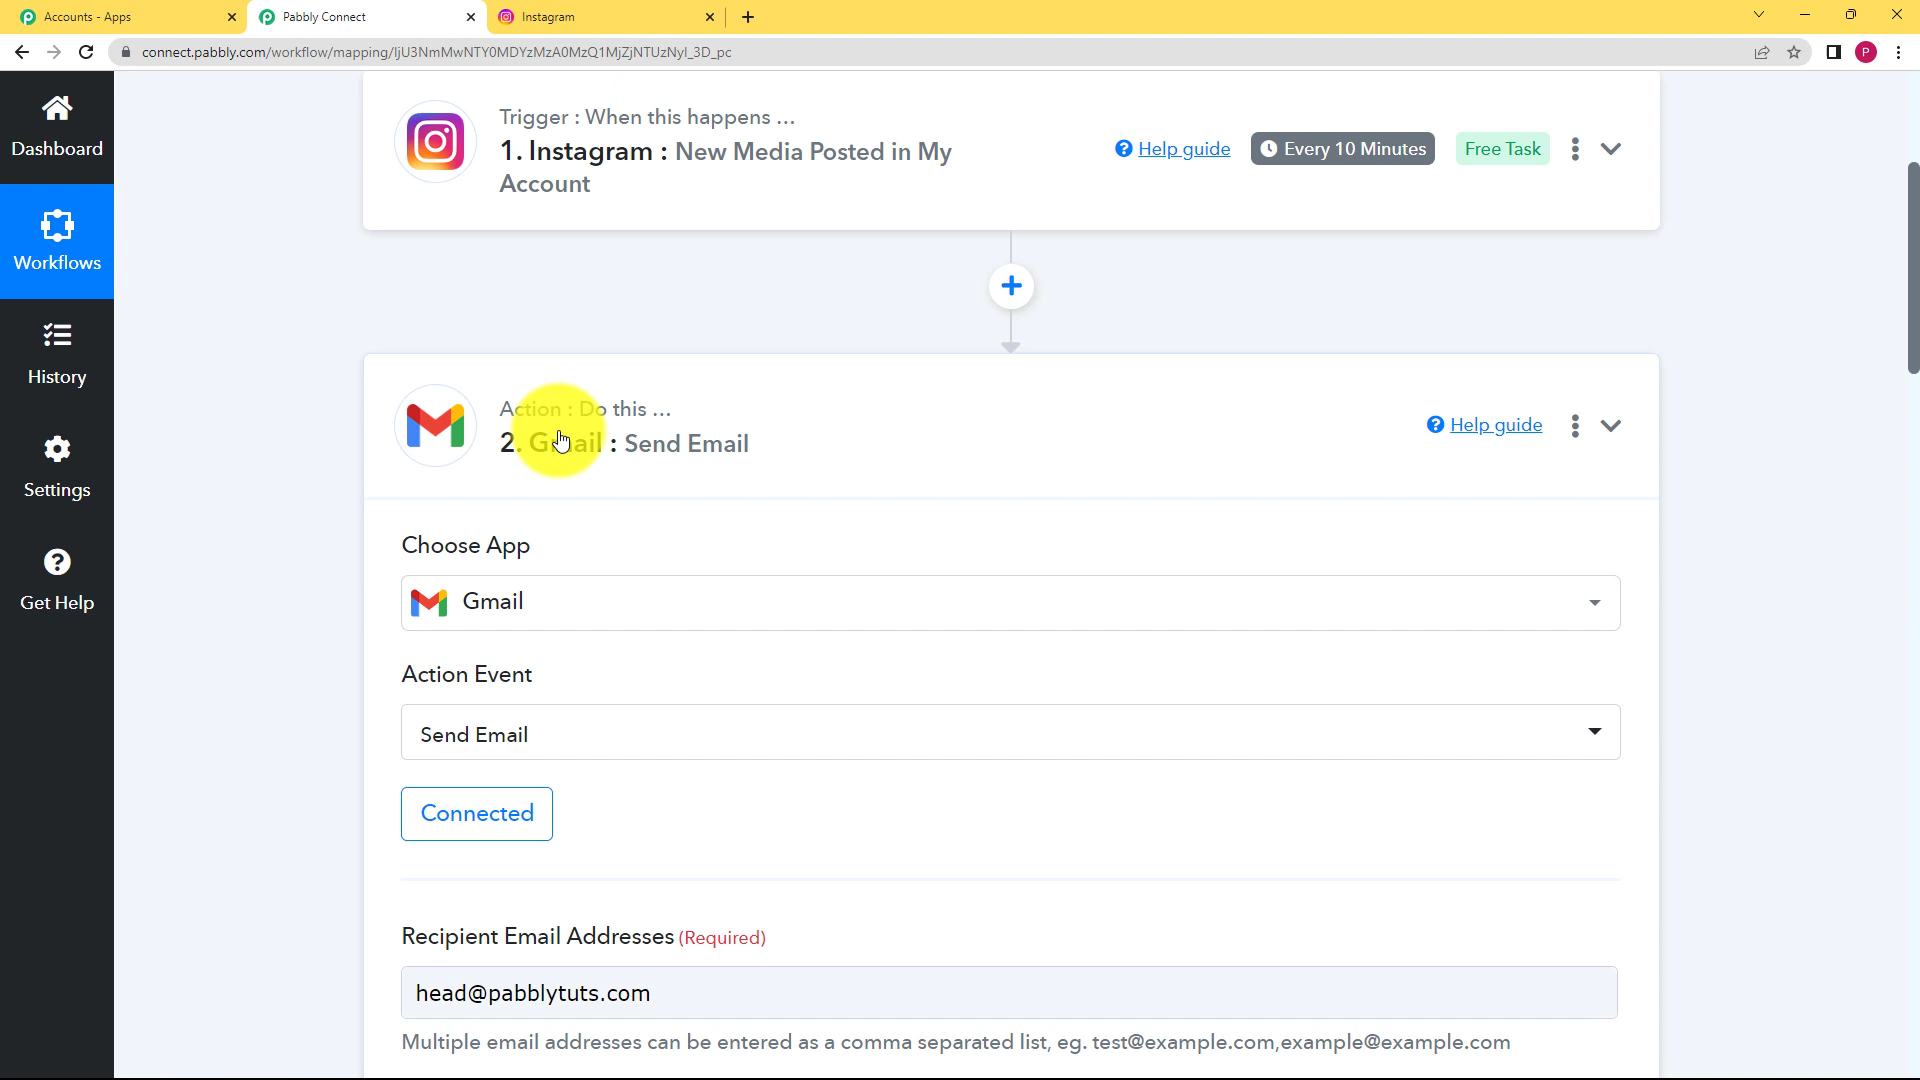 Accounts - Apps
Pabbly Connect
Instagram
connect.pabbly.com/workflow/mapping/IjU3NmMwNTY0MDYzMzA0MzQ1MjZjNTUzNyI_3D_pc
P
Dashboard
Workflows
History
Settings
Get Help
Trigger : When this happens ...
1. Instagram : New Media Posted in My
Account
Help guide
Every 10 Minutes
Free Task
Action : Do this ...
2. Gmail : Send Email
Help guide
Choose App
Gmail
Action Event
Send Email
Connected
Recipient Email Addresses (Required)
head@pabblytuts.com
Multiple email addresses can be entered as a comma separated list, eg. test@example.com,example@example.com